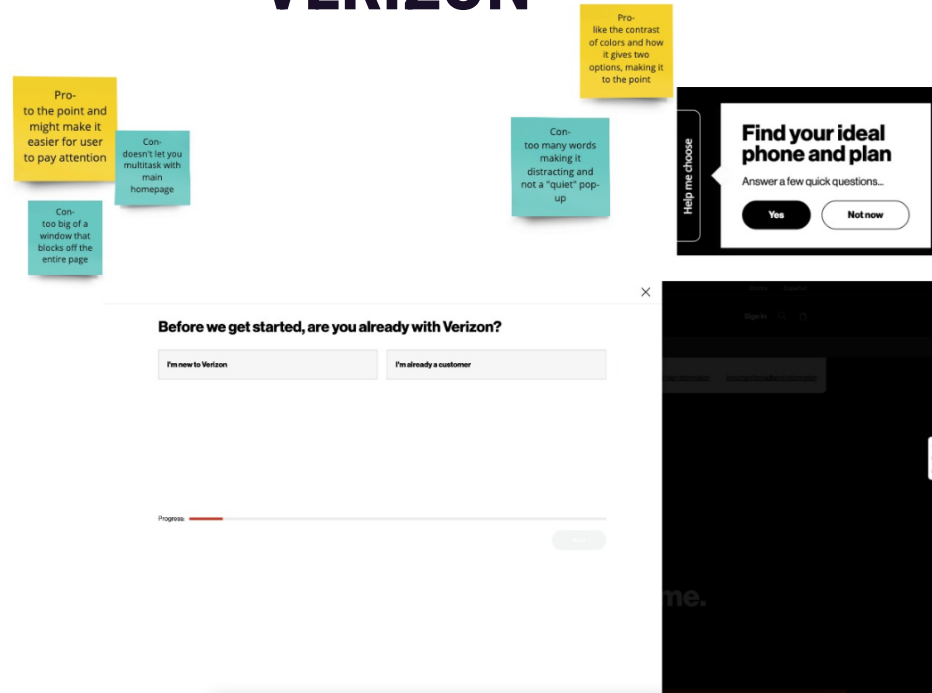 VERIZON
Pro-
like the contrast
of colors and how
it gives two
options, making it
to the point
Pro-
to the point and
might make it
easier for user
to pay attention
Con-
doesn't let you
multitask with
main
homepage
Con-
too many words
making it
distracting and
not a "quiet" pop-
up
Con-
too big of a
window that
blocks off the
entire page
Help me choose
Find your ideal
phone and plan
Answer a few quick questions...
Yes
Not now
Before we get started, are you already with Verizon?
I'm new to Verizon
I'm already a customer
Progress:
Sign in
me.